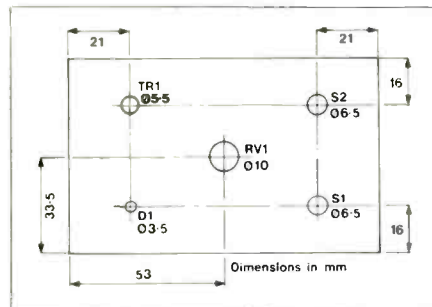 21
21
TR1
Ø5·5
S2
Ø6·5
16
RV1
Ø10
33·5
D1
Ø3·5
S1
Ø6·5
16
53
Dimensions in mm